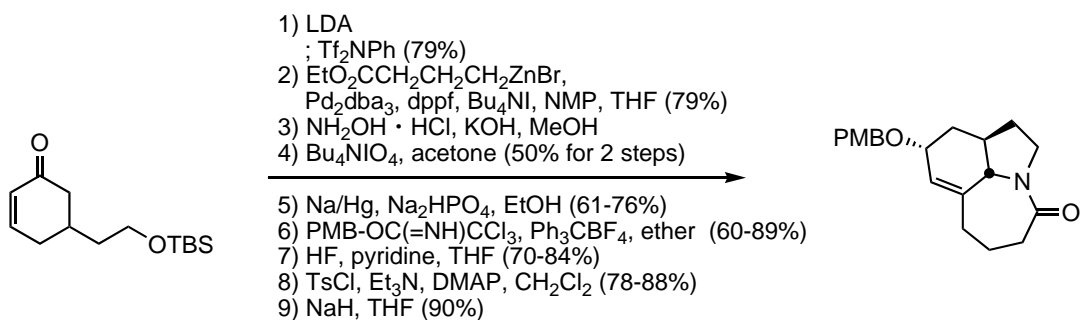 1) LDA
; Tf2NPh (79%)
2) EtO2CCH2CH2CH2ZnBr,
Pd2dba3, dppf, Bu4NI, NMP, THF (79%)
3) NH2OH・HCl, KOH, MeOH
4) Bu4NIO4, acetone (50% for 2 steps)
5) Na/Hg, Na2HPO4, EtOH (61-76%)
6) PMB-OC(=NH)CCl3, Ph3CBF4, ether (60-89%)
7) HF, pyridine, THF (70-84%)
8) TsCl, Et3N, DMAP, CH2Cl2 (78-88%)
9) NaH, THF (90%)
O
OTBS
PMBO
N
O